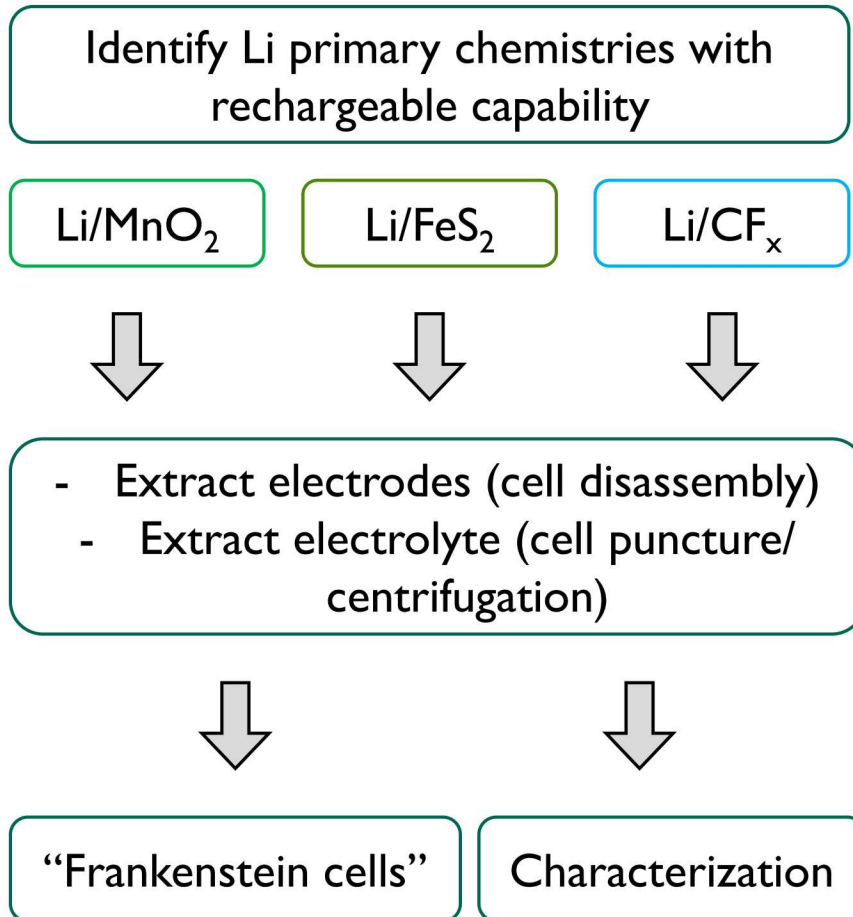 Identify Li primary chemistries with
rechargeable capability
Li/MnO₂ Li/FeS₂ Li/CFₓ
- Extract electrodes (cell disassembly)
- Extract electrolyte (cell puncture/
centrifugation)
“Frankenstein cells” Characterization